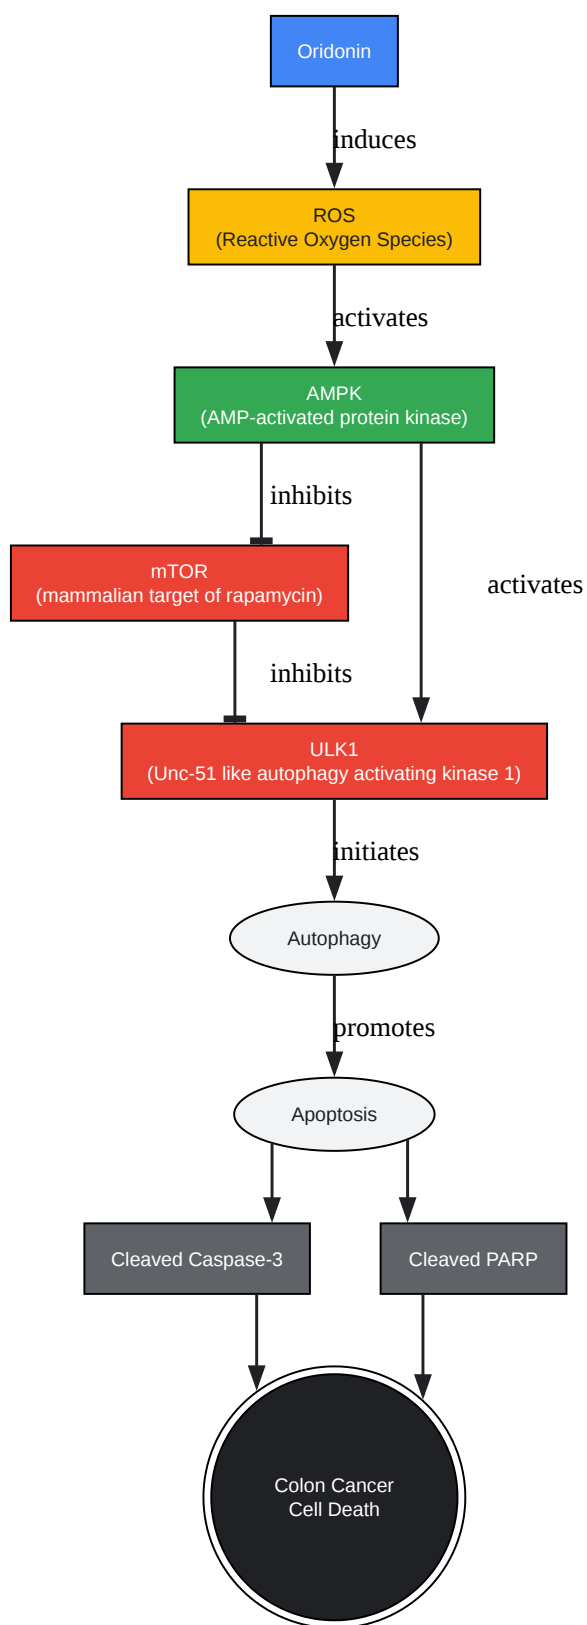 Oridonin
induces
ROS
(Reactive Oxygen Species)
activates
AMPK
(AMP-activated protein kinase)
inhibits
mTOR
(mammalian target of rapamycin)
activates
inhibits
ULK1
(Unc-51 like autophagy activating kinase 1)
initiates
Autophagy
promotes
Apoptosis
Cleaved Caspase-3
Cleaved PARP
Colon Cancer
Cell Death